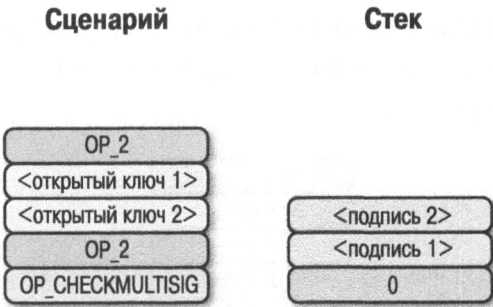 Сценарий
Стек
OP_2
<открытый ключ 1>
<открытый ключ 2>
OP_2
OP_CHECKMULTISIG
<подпись 2>
<подпись 1>
0